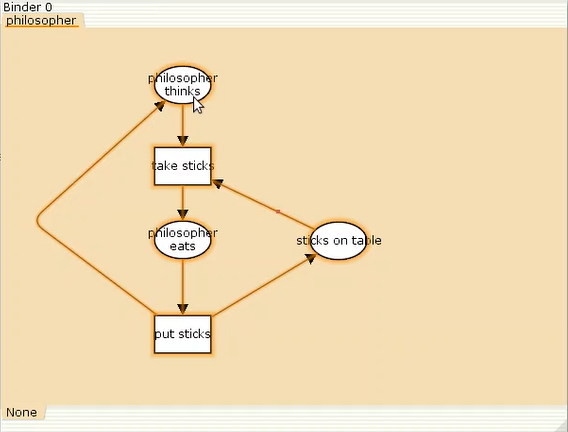 Binder 0
philosopher
philosopher
thinks
take sticks
philosopher
eats
sticks on table
put sticks
None